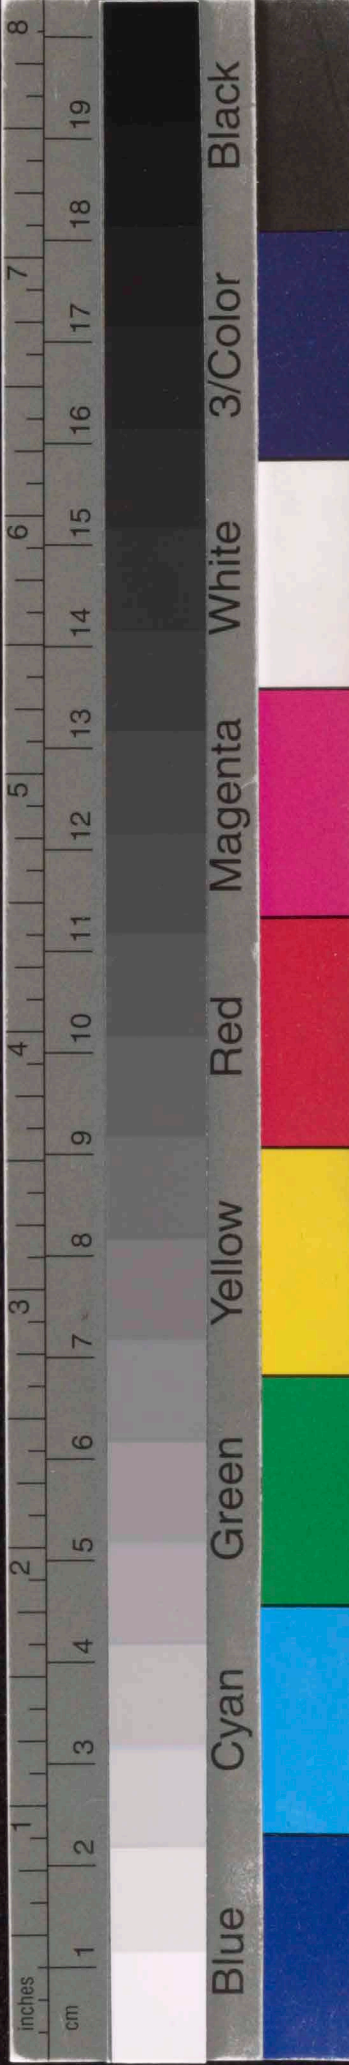 inches 1 2 3 4 5 6 7 8
cm 1 2 3 4 5 6 7 8 9 10 11 12 13 14 15 16 17 18 19
Blue Cyan Green Yellow Red Magenta White 3/Color Black